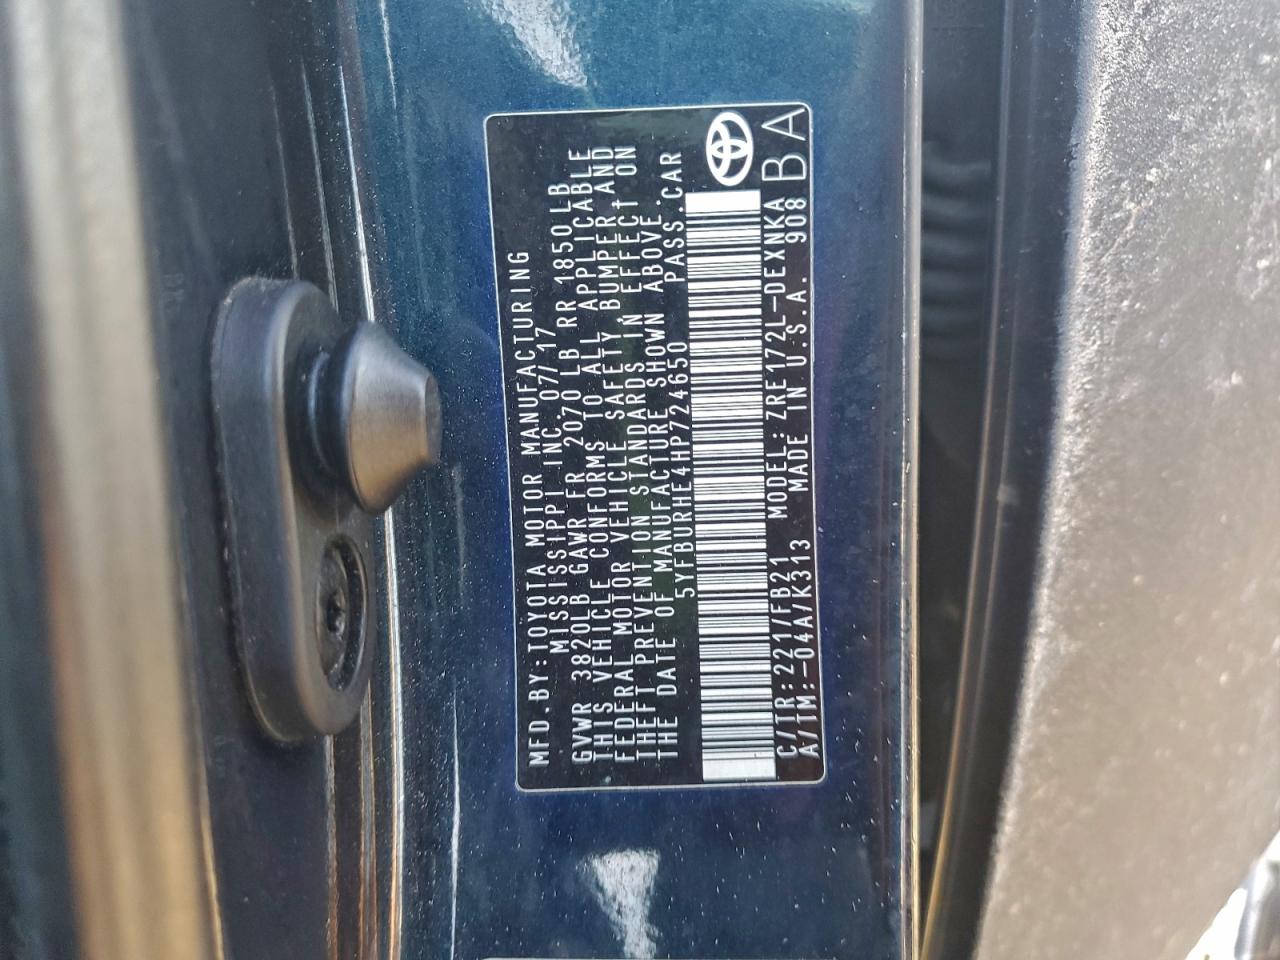 MFD.BY:TOYOTA MOTOR MANUFACTURING
MISSISSIPPI INC. 07/17
GVWR 3820LB GAWR FR 2070LB RR 1850LB
THIS VEHICLE CONFORMS TO ALL APPLICABLE
FEDERAL MOTOR VEHICLE SAFETY, BUMPER, AND
THEFT PREVENTION STANDARDS IN EFFECT ON
THE DATE OF MANUFACTURE SHOWN ABOVE.
5YFBURHE4HP724650 PASS.CAR
C/TR:221/FB21 MODEL:ZRE172L-DEXNKA
A/TM:-04A/K313 MADE IN U.S.A. 908
BA